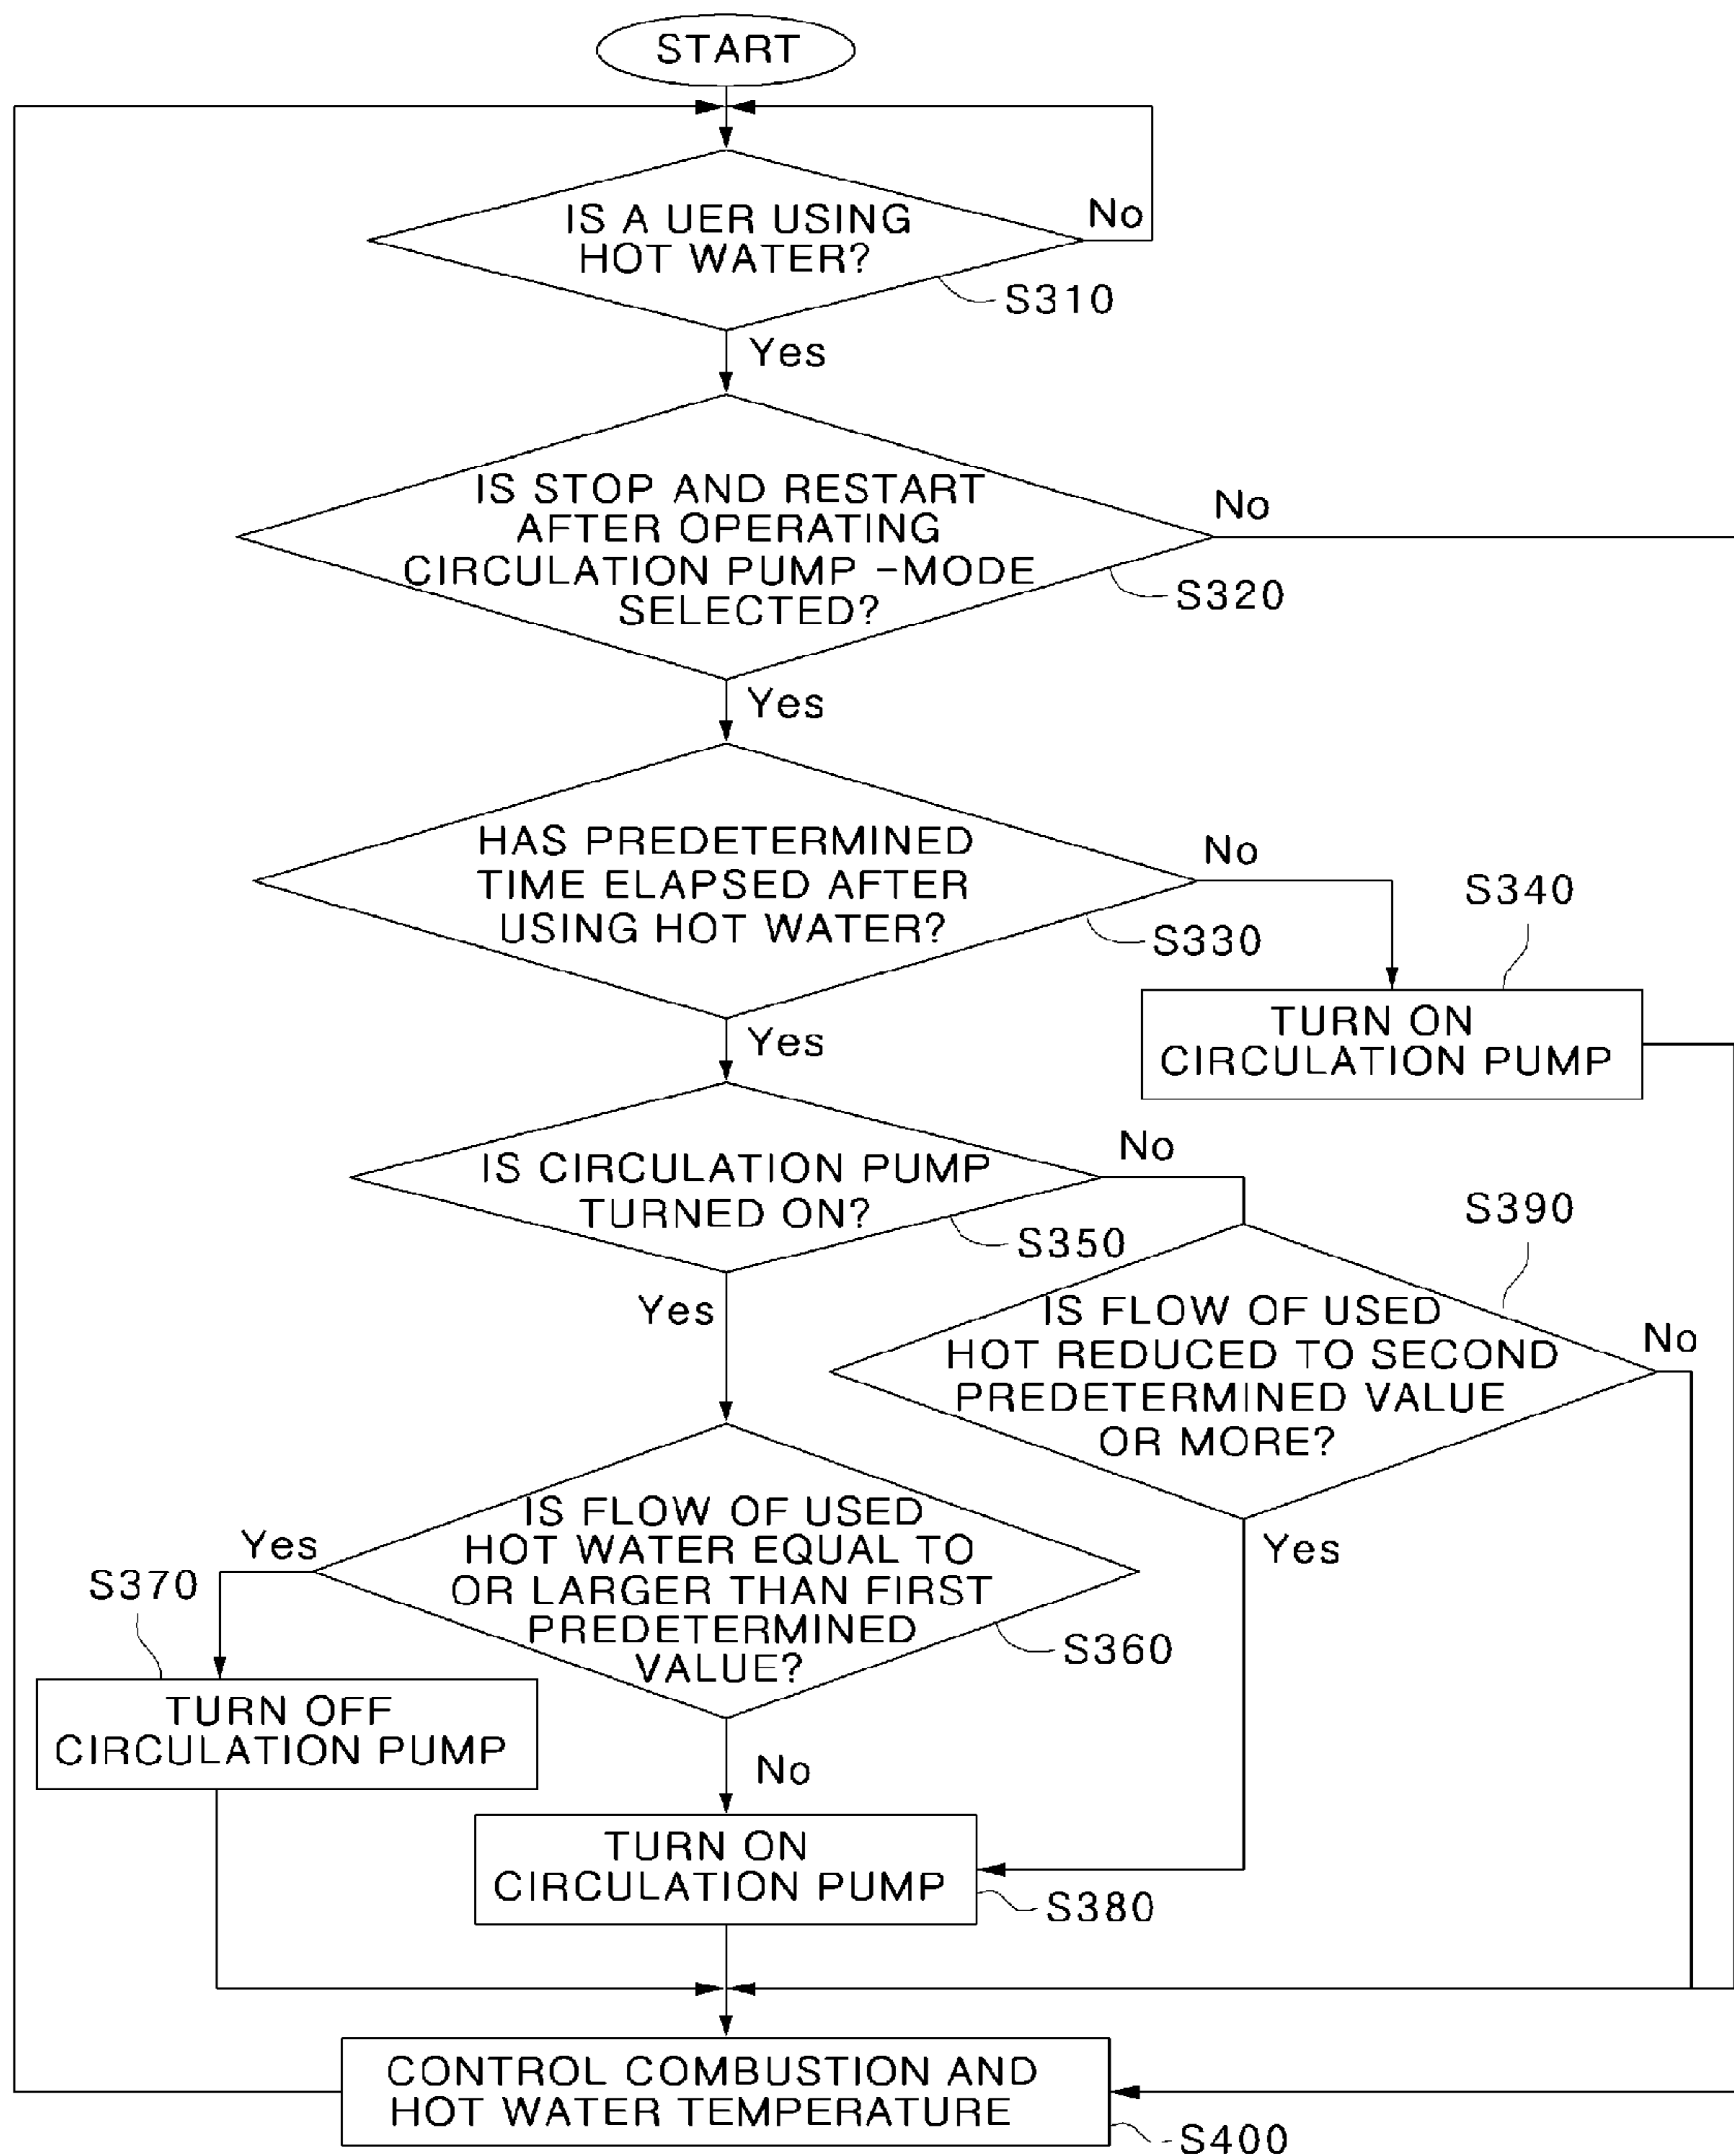 START
IS A UER USING
HOT WATER?
No
S310
Yes
IS STOP AND RESTART
AFTER OPERATING
CIRCULATION PUMP -MODE
SELECTED?
No
S320
Yes
HAS PREDETERMINED
TIME ELAPSED AFTER
USING HOT WATER?
No
S330
S340
TURN ON
CIRCULATION PUMP
Yes
IS CIRCULATION PUMP
TURNED ON?
No
S350
S390
IS FLOW OF USED
HOT REDUCED TO SECOND
PREDETERMINED VALUE
OR MORE?
No
Yes
Yes
IS FLOW OF USED
HOT WATER EQUAL TO
OR LARGER THAN FIRST
PREDETERMINED
VALUE?
Yes
S360
S370
TURN OFF
CIRCULATION PUMP
No
TURN ON
CIRCULATION PUMP
S380
CONTROL COMBUSTION AND
HOT WATER TEMPERATURE
S400